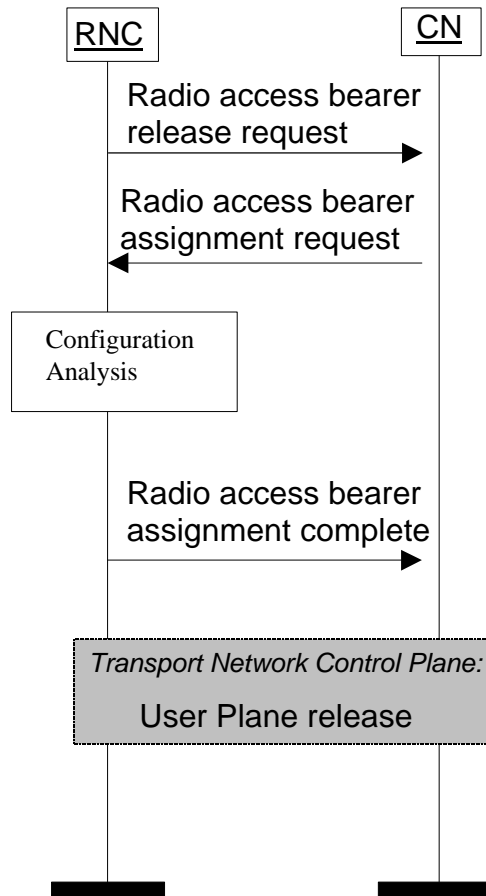 RNC
CN
Radio access bearer
release request
Radio access bearer
assignment request
Configuration
Analysis
Radio access bearer
assignment complete
Transport Network Control Plane:
User Plane release